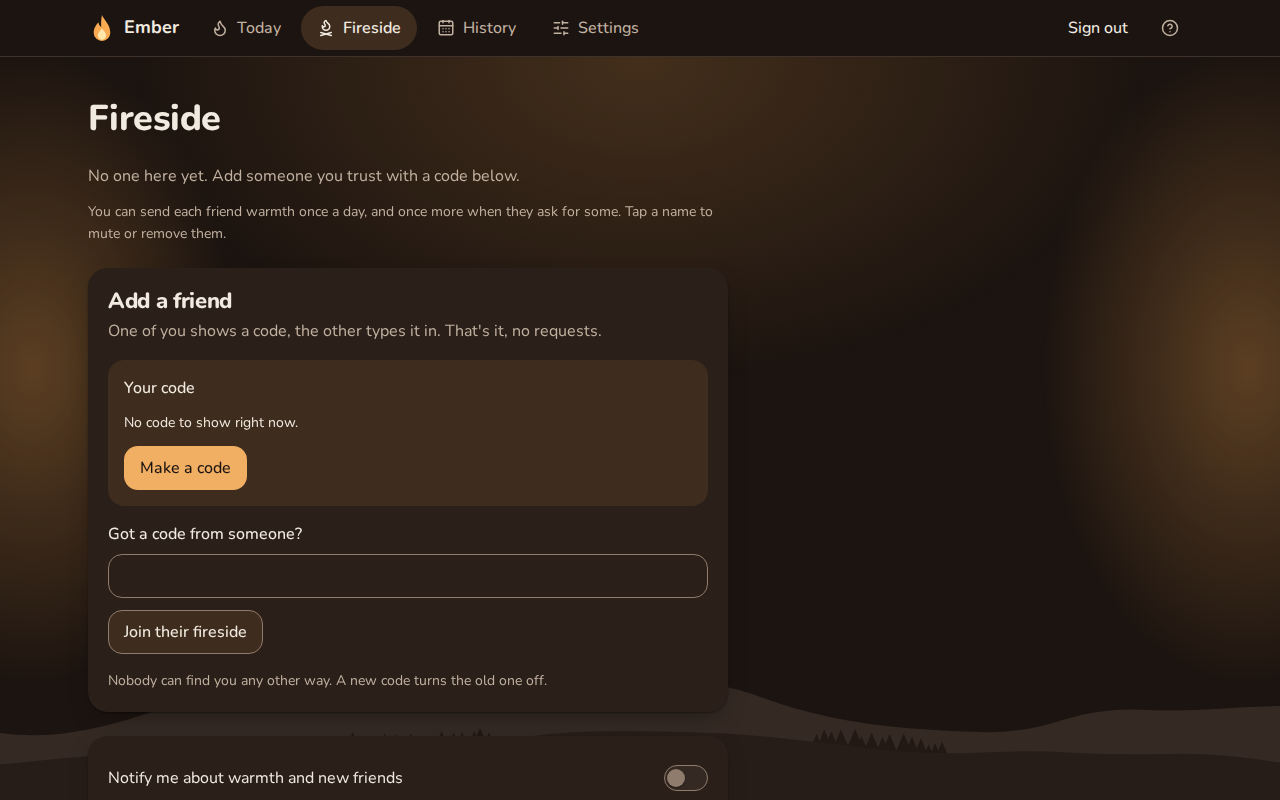 Ember
Today
Fireside
History
Settings
Sign out
Fireside
No one here yet. Add someone you trust with a code below.
You can send each friend warmth once a day, and once more when they ask for some. Tap a name to
mute or remove them.
Add a friend
One of you shows a code, the other types it in. That's it, no requests.
Your code
No code to show right now.
Make a code
Got a code from someone?
Join their fireside
Nobody can find you any other way. A new code turns the old one off.
Notify me about warmth and new friends